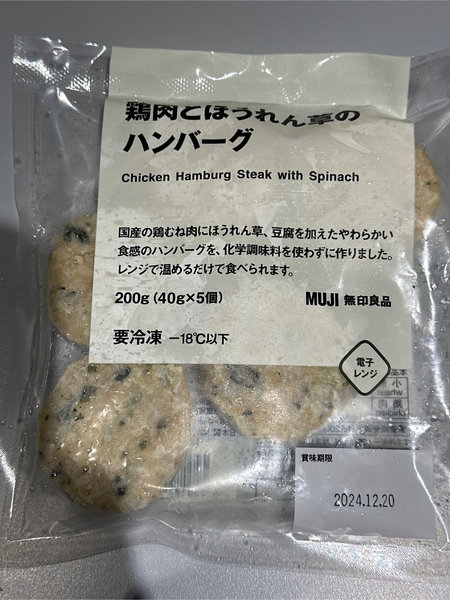 鶏肉とほうれん草の
ハンバーグ
Chicken Hamburg Steak with Spinach
国産の鶏むね肉にほうれん草、豆腐を加えたやわらかい
食感のハンバーグを、化学調味料を使わずに作りました。
レンジで温めるだけで食べられます。
200g（40g×5個）
MUJI 無印良品
要冷凍 −18℃以下
電子
レンジ
wheat
chicken
賞味期限
2024.12.20